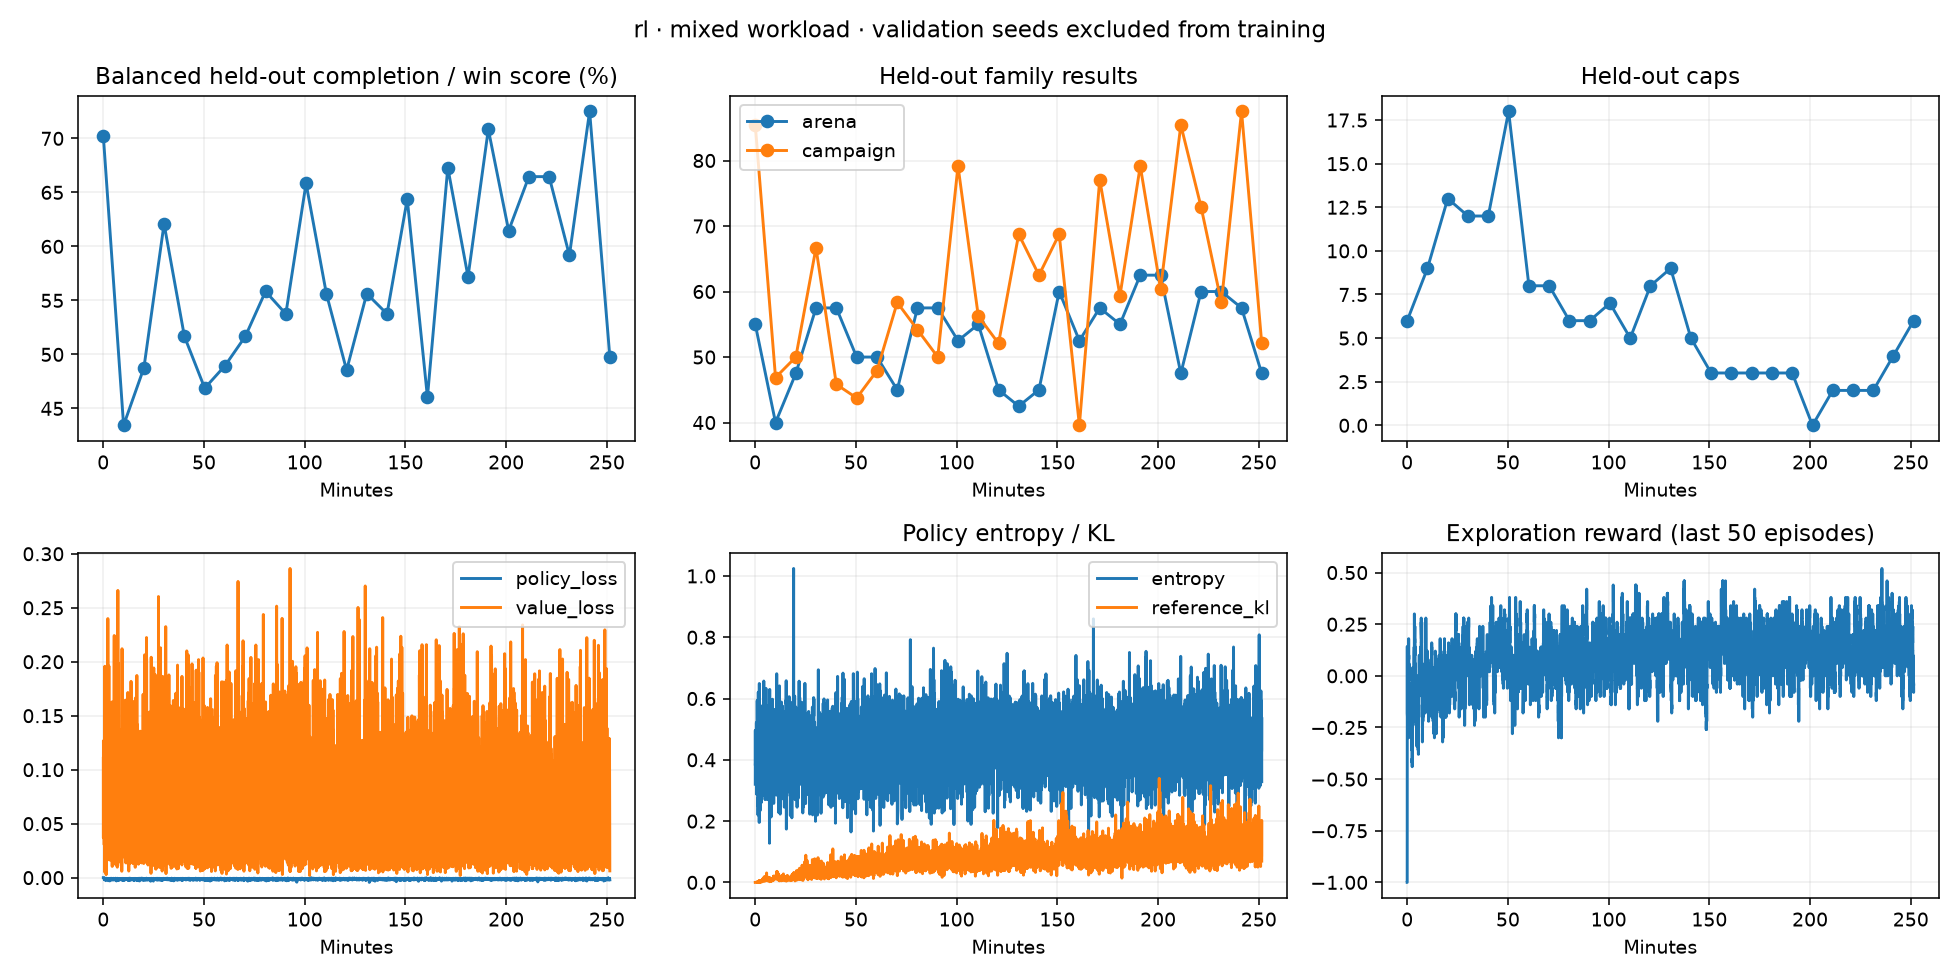 rl · mixed workload · validation seeds excluded from training
Balanced held-out completion / win score (%)
70
65
60
55
50
45
0 50 100 150 200 250
Minutes
Held-out family results
arena
campaign
80
70
60
50
40
0 50 100 150 200 250
Minutes
Held-out caps
17.5
15.0
12.5
10.0
7.5
5.0
2.5
0.0
0 50 100 150 200 250
Minutes
policy_loss
value_loss
0.30
0.25
0.20
0.15
0.10
0.05
0.00
0 50 100 150 200 250
Minutes
Policy entropy / KL
entropy
reference_kl
1.0
0.8
0.6
0.4
0.2
0.0
0 50 100 150 200 250
Minutes
Exploration reward (last 50 episodes)
0.50
0.25
0.00
−0.25
−0.50
−0.75
−1.00
0 50 100 150 200 250
Minutes